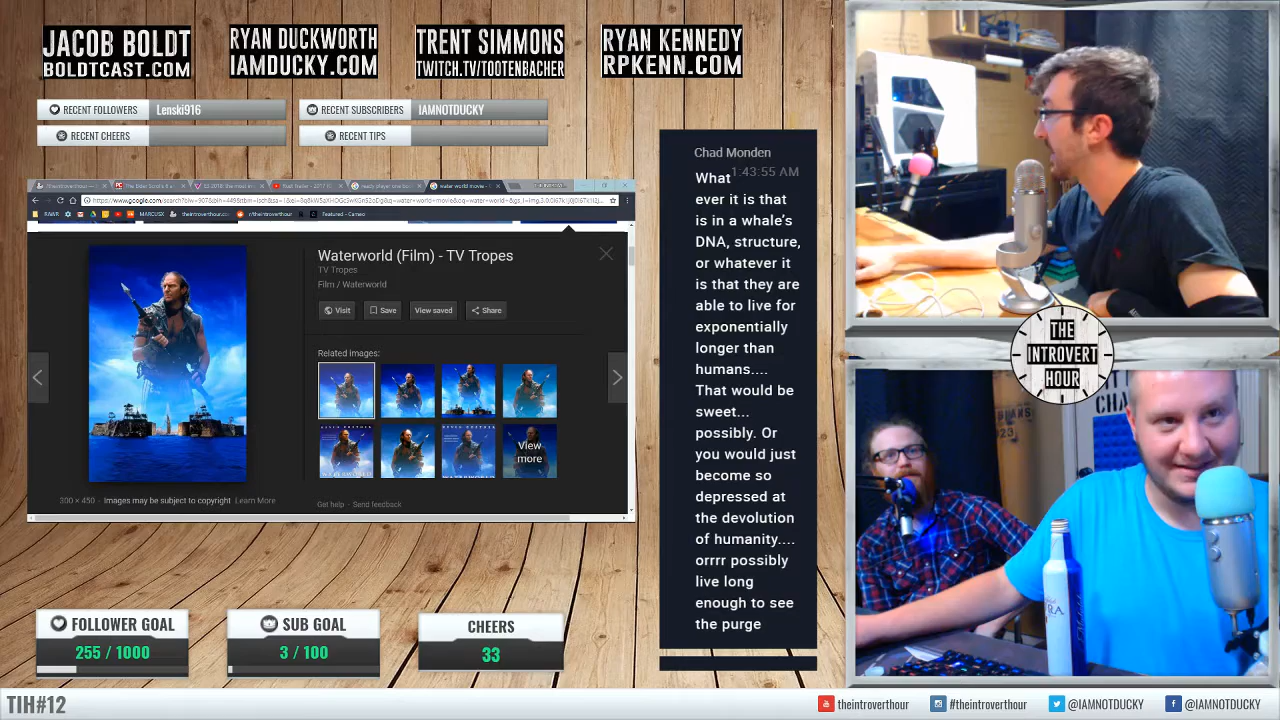 JACOB BOLDT
BOLDTCAST.COM
RYAN DUCKWORTH
IAMDUCKY.COM
TRENT SIMMONS
TWITCH.TV/TOOTENBACHER
RYAN KENNEDY
RPKENN.COM
RECENT FOLLOWERS
Lenski916
RECENT SUBSCRIBERS
IAMNOTDUCKY
RECENT CHEERS
RECENT TIPS
Waterworld (Film) - TV Tropes
TV Tropes
Film / Waterworld
Visit
Save
View saved
Share
Related images:
View
more
300 × 450
Images may be subject to copyright
Learn More
Get help - Send feedback
Chad Monden
1:43:55 AM
What
ever it is that
is in a whale's
DNA, structure,
or whatever it
is that they are
able to live for
exponentially
longer than
humans....
That would be
sweet...
possibly. Or
you would just
become so
depressed at
the devolution
of humanity....
orrrr possibly
live long
enough to see
the purge
THE
INTROVERT
HOUR
FOLLOWER GOAL
255 / 1000
SUB GOAL
3 / 100
CHEERS
33
TIH#12
theintroverthour
#theintroverthour
@IAMNOTDUCKY
@IAMNOTDUCKY